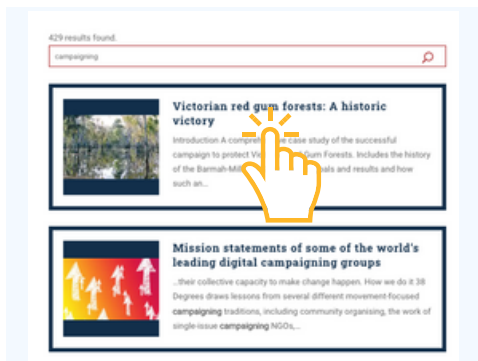 429 results found.
campaigning
Victorian red gum forests: A historic
victory
Introduction A compre ve case study of the successful
campaign to protect Vic Gum Forests. Includes the history
of the Barmah-Mil als and results and how
such an...
Mission statements of some of the world's
leading digital campaigning groups
...their collective capacity to make change happen. How we do it 38
Degrees draws lessons from several different movement-focused
campaigning traditions, including community organising, the work of
single-issue campaigning NGOs,...